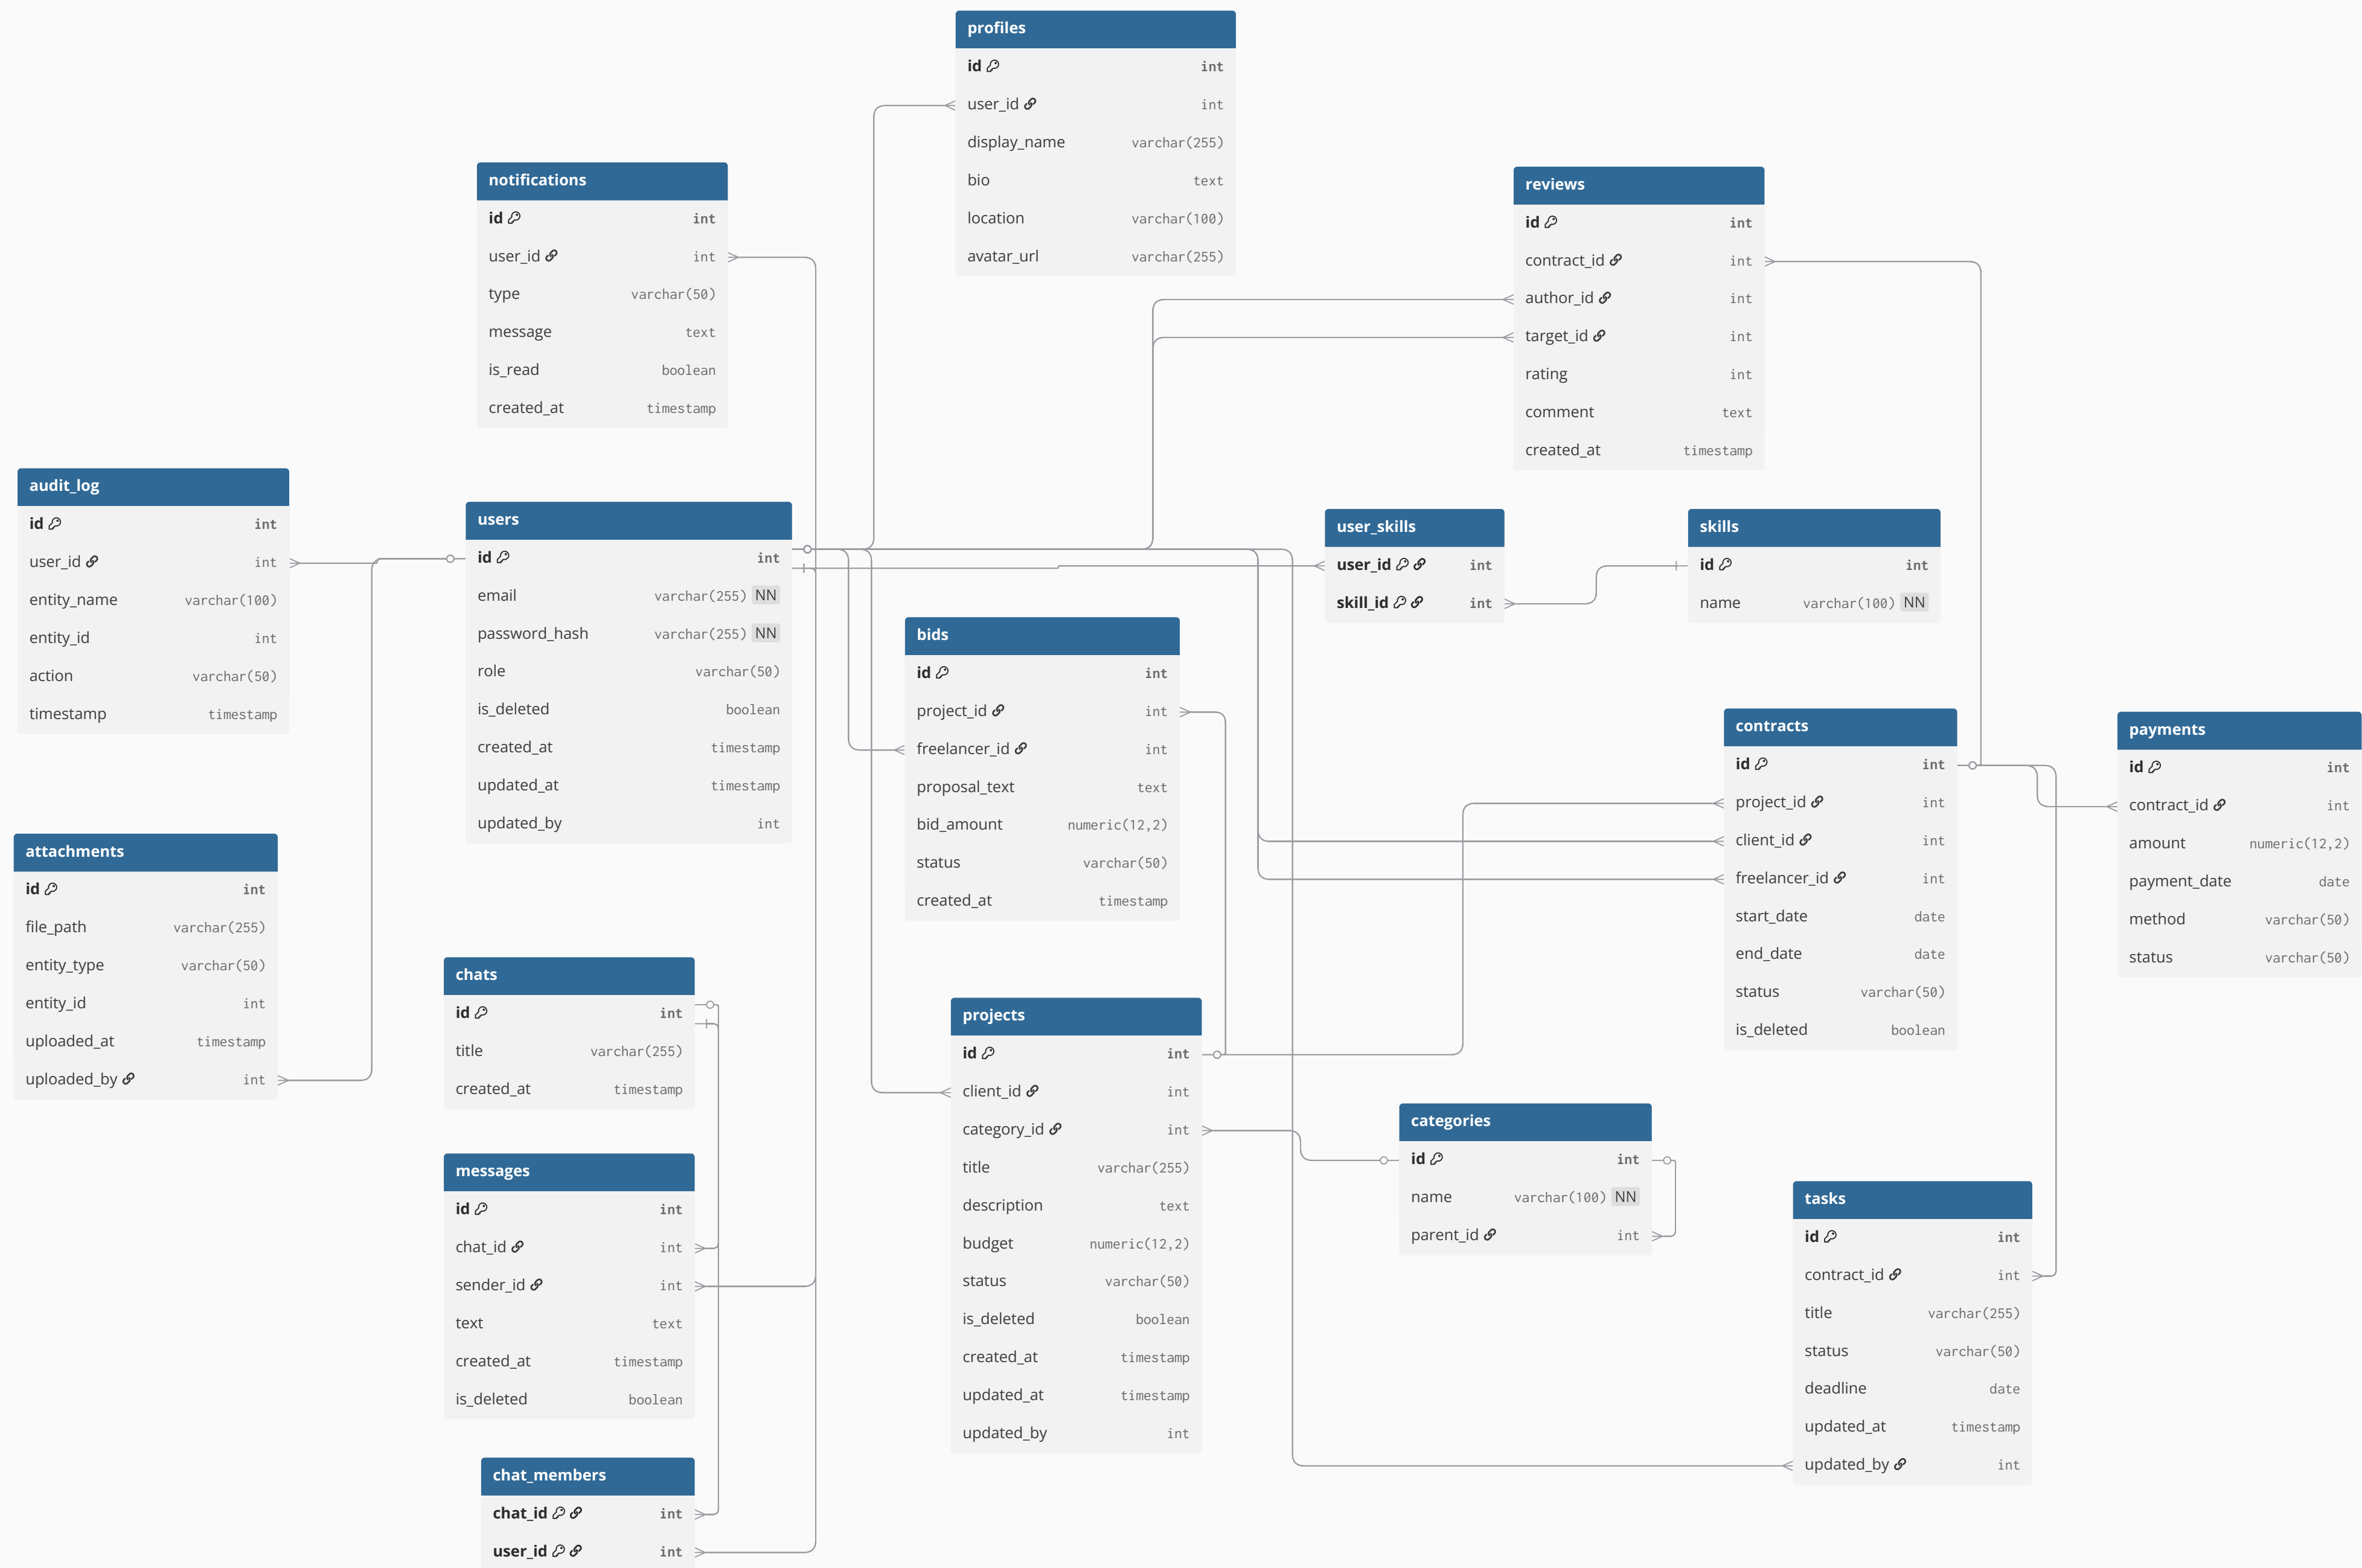 profiles
id int
user_id int
display_name varchar(255)
bio text
location varchar(100)
avatar_url varchar(255)
notifications
id int
user_id int
type varchar(50)
message text
is_read boolean
created_at timestamp
reviews
id int
contract_id int
author_id int
target_id int
rating int
comment text
created_at timestamp
audit_log
id int
user_id int
entity_name varchar(100)
entity_id int
action varchar(50)
timestamp timestamp
users
id int
email varchar(255) NN
password_hash varchar(255) NN
role varchar(50)
is_deleted boolean
created_at timestamp
updated_at timestamp
updated_by int
user_skills
user_id int
skill_id int
skills
id int
name varchar(100) NN
bids
id int
project_id int
freelancer_id int
proposal_text text
bid_amount numeric(12,2)
status varchar(50)
created_at timestamp
contracts
id int
project_id int
client_id int
freelancer_id int
start_date date
end_date date
status varchar(50)
is_deleted boolean
payments
id int
contract_id int
amount numeric(12,2)
payment_date date
method varchar(50)
status varchar(50)
attachments
id int
file_path varchar(255)
entity_type varchar(50)
entity_id int
uploaded_at timestamp
uploaded_by int
chats
id int
title varchar(255)
created_at timestamp
projects
id int
client_id int
category_id int
title varchar(255)
description text
budget numeric(12,2)
status varchar(50)
is_deleted boolean
created_at timestamp
updated_at timestamp
updated_by int
categories
id int
name varchar(100) NN
parent_id int
messages
id int
chat_id int
sender_id int
text text
created_at timestamp
is_deleted boolean
tasks
id int
contract_id int
title varchar(255)
status varchar(50)
deadline date
updated_at timestamp
updated_by int
chat_members
chat_id int
user_id int